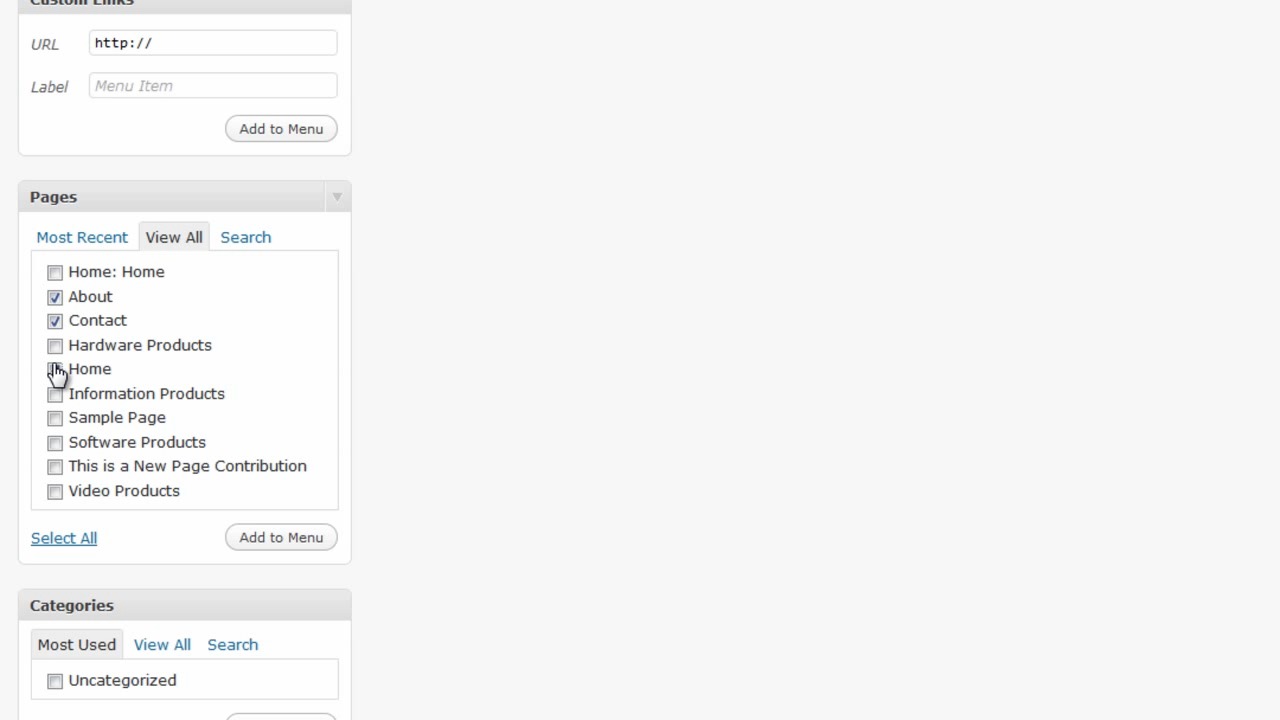 Custom Links
URL http://
Label Menu Item
Add to Menu
Pages
Most Recent View All Search
Home: Home
About
Contact
Hardware Products
Home
Information Products
Sample Page
Software Products
This is a New Page Contribution
Video Products
Select All Add to Menu
Categories
Most Used View All Search
Uncategorized